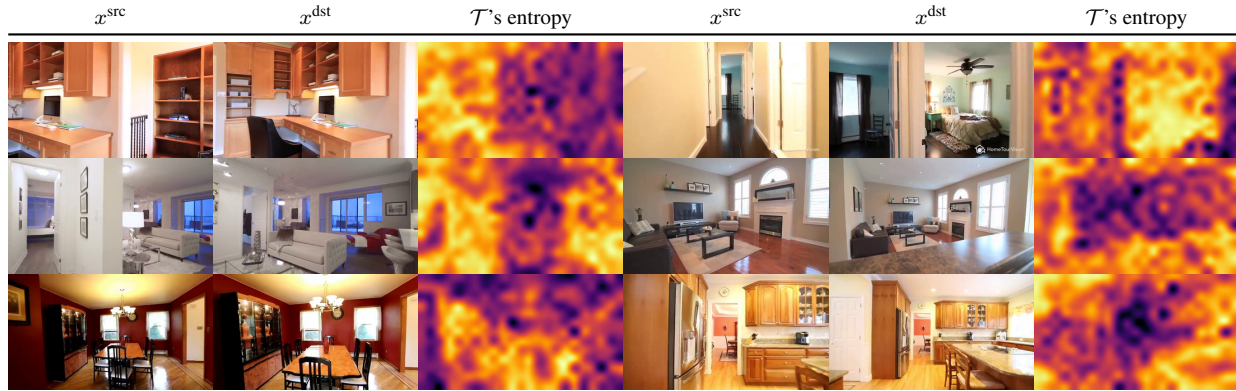 x^src x^dst 𝒯's entropy x^src x^dst 𝒯's entropy
HomeTourVision